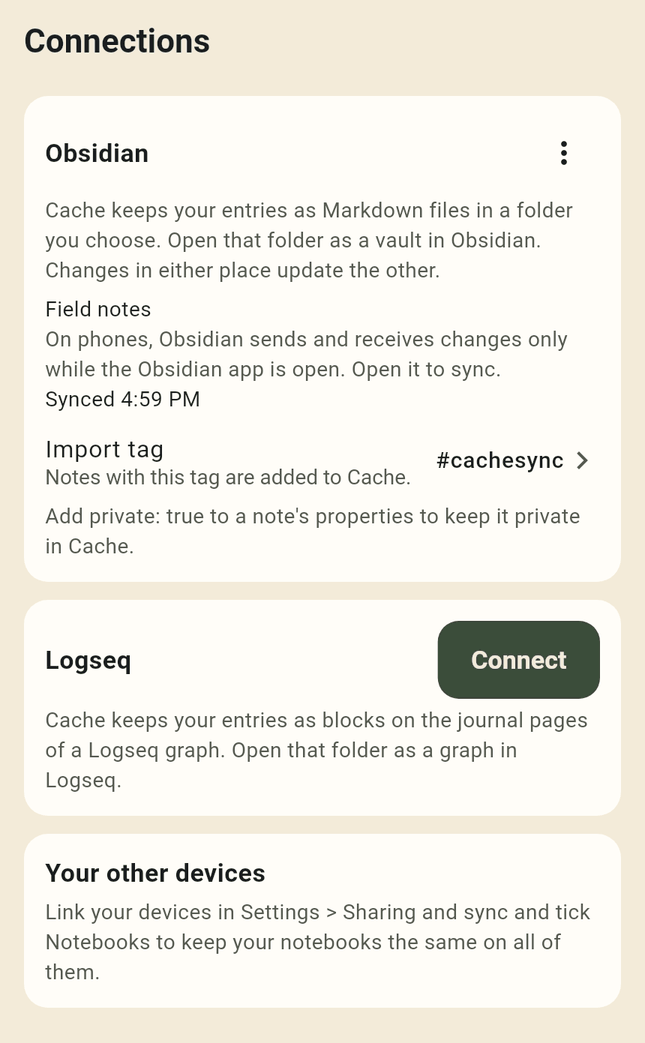 Connections
Obsidian
Cache keeps your entries as Markdown files in a folder
you choose. Open that folder as a vault in Obsidian.
Changes in either place update the other.
Field notes
On phones, Obsidian sends and receives changes only
while the Obsidian app is open. Open it to sync.
Synced 4:59 PM
Import tag
Notes with this tag are added to Cache.
#cachesync
Add private: true to a note's properties to keep it private
in Cache.
Logseq
Connect
Cache keeps your entries as blocks on the journal pages
of a Logseq graph. Open that folder as a graph in
Logseq.
Your other devices
Link your devices in Settings > Sharing and sync and tick
Notebooks to keep your notebooks the same on all of
them.